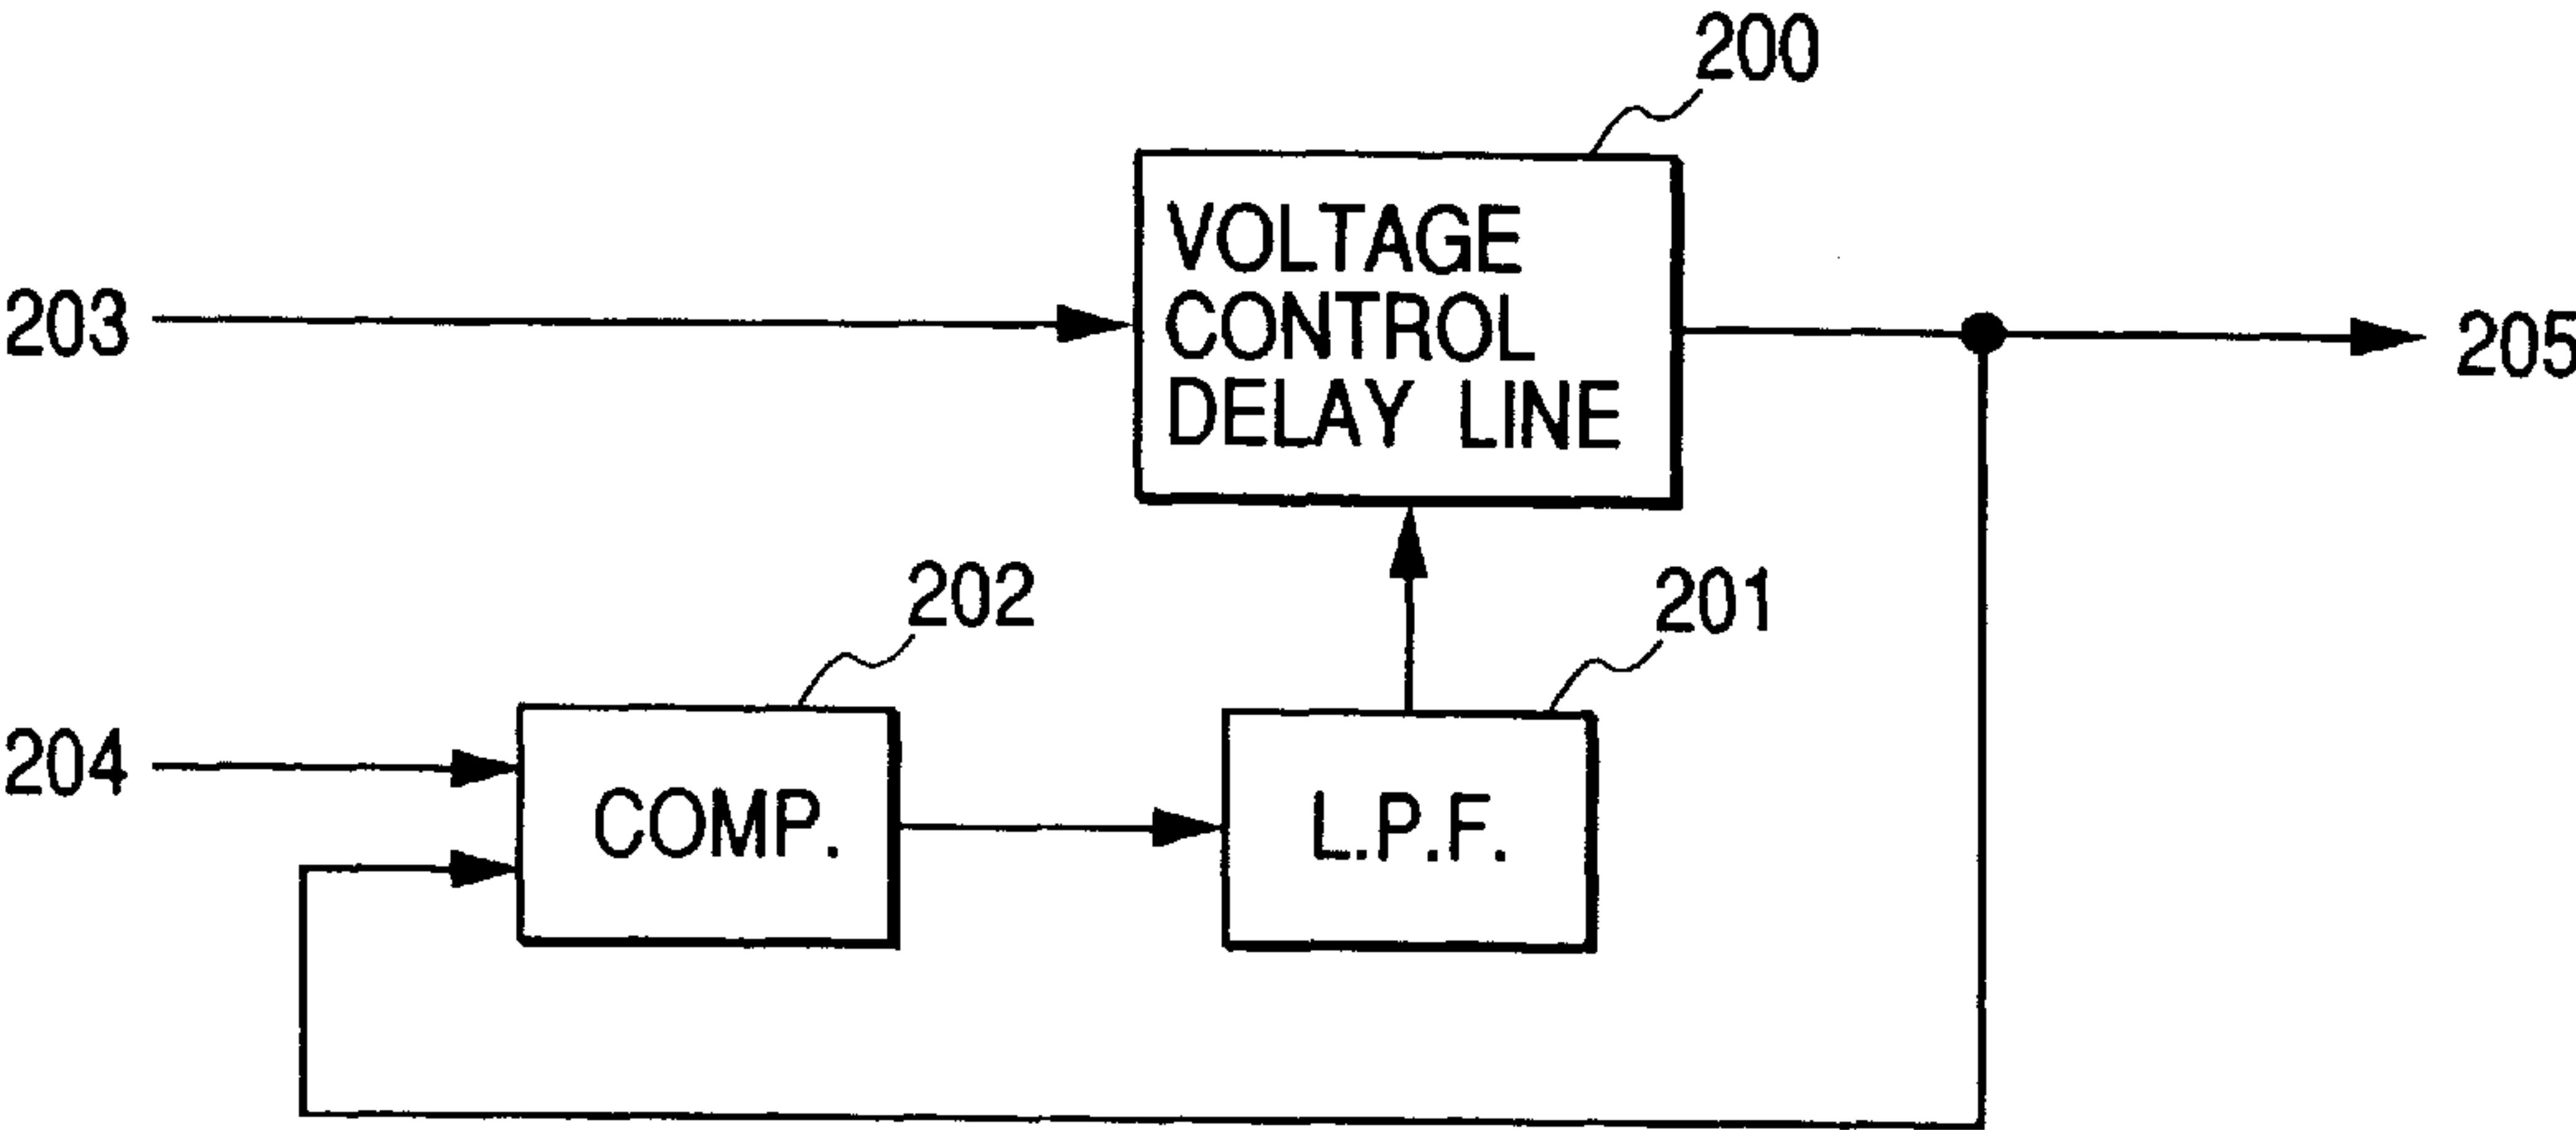 200
VOLTAGE
CONTROL
DELAY LINE
203
205
202
201
204
COMP.
L.P.F.